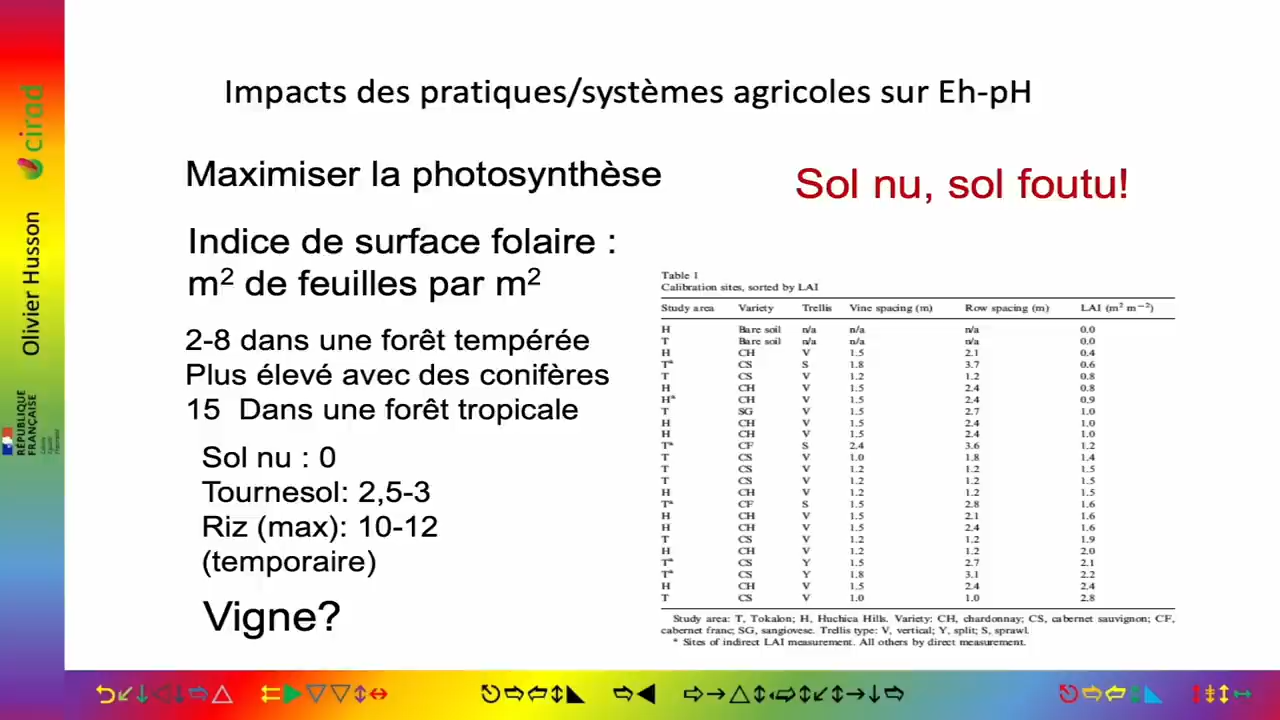 Impacts des pratiques/systèmes agricoles sur Eh-pH
Maximiser la photosynthèse
Sol nu, sol foutu!
Indice de surface folaire :
m² de feuilles par m²
2-8 dans une forêt tempérée
Plus élevé avec des conifères
15 Dans une forêt tropicale
Sol nu : 0
Tournesol: 2,5-3
Riz (max): 10-12
(temporaire)
Vigne?
Table 1
Calibration sites, sorted by LAI
Study area Variety Trellis Vine spacing (m) Row spacing (m) LAI (m² m⁻²)
H Bare soil n/a n/a n/a 0.0
T Bare soil n/a n/a n/a 0.0
H CH V 1.5 2.1 0.4
T* CS S 1.8 3.7 0.6
T CS V 1.2 1.2 0.8
H CH V 1.5 2.4 0.8
H* CH V 1.5 2.4 0.9
T SG V 1.5 2.7 1.0
H CH V 1.5 2.4 1.0
H CH V 1.5 2.4 1.0
T* CF S 2.4 3.6 1.2
T CS V 1.0 1.8 1.4
T CS V 1.2 1.2 1.5
T CS V 1.2 1.2 1.5
H CH V 1.2 1.2 1.5
T* CF S 1.5 2.8 1.6
H CH V 1.5 2.1 1.6
H CH V 1.5 2.4 1.6
T CS V 1.2 1.2 1.9
H CH V 1.2 1.2 2.0
T* CS Y 1.5 2.7 2.1
T* CS Y 1.8 3.1 2.2
H CH V 1.5 2.4 2.4
T CS V 1.0 1.0 2.8
Study area: T, Tokalon; H, Huchica Hills. Variety: CH, chardonnay; CS, cabernet sauvignon; CF,
cabernet franc; SG, sangiovese. Trellis type: V, vertical; Y, split; S, sprawl.
* Sites of indirect LAI measurement. All others by direct measurement.
cirad
Olivier Husson
RÉPUBLIQUE
FRANÇAISE